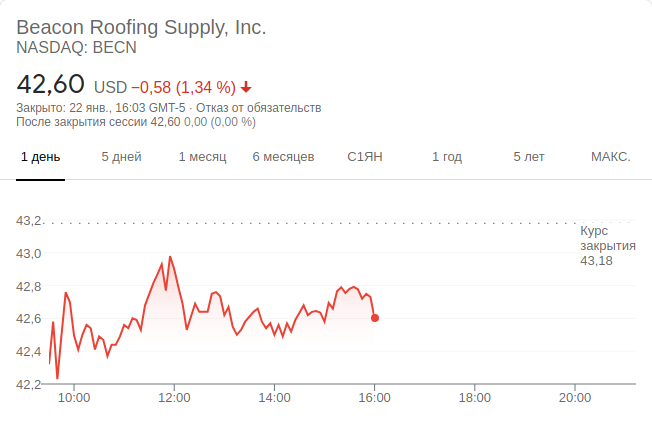 Beacon Roofing Supply, Inc.
NASDAQ: BECN
42,60 USD −0,58 (1,34 %)
Закрыто: 22 янв., 16:03 GMT-5 · Отказ от обязательств
После закрытия сессии 42,60 0,00 (0,00 %)
1 день 5 дней 1 месяц 6 месяцев С1ЯН 1 год 5 лет МАКС.
43,2
Курс
закрытия
43,18
43,0
42,8
42,6
42,4
42,2
10:00 12:00 14:00 16:00 18:00 20:00